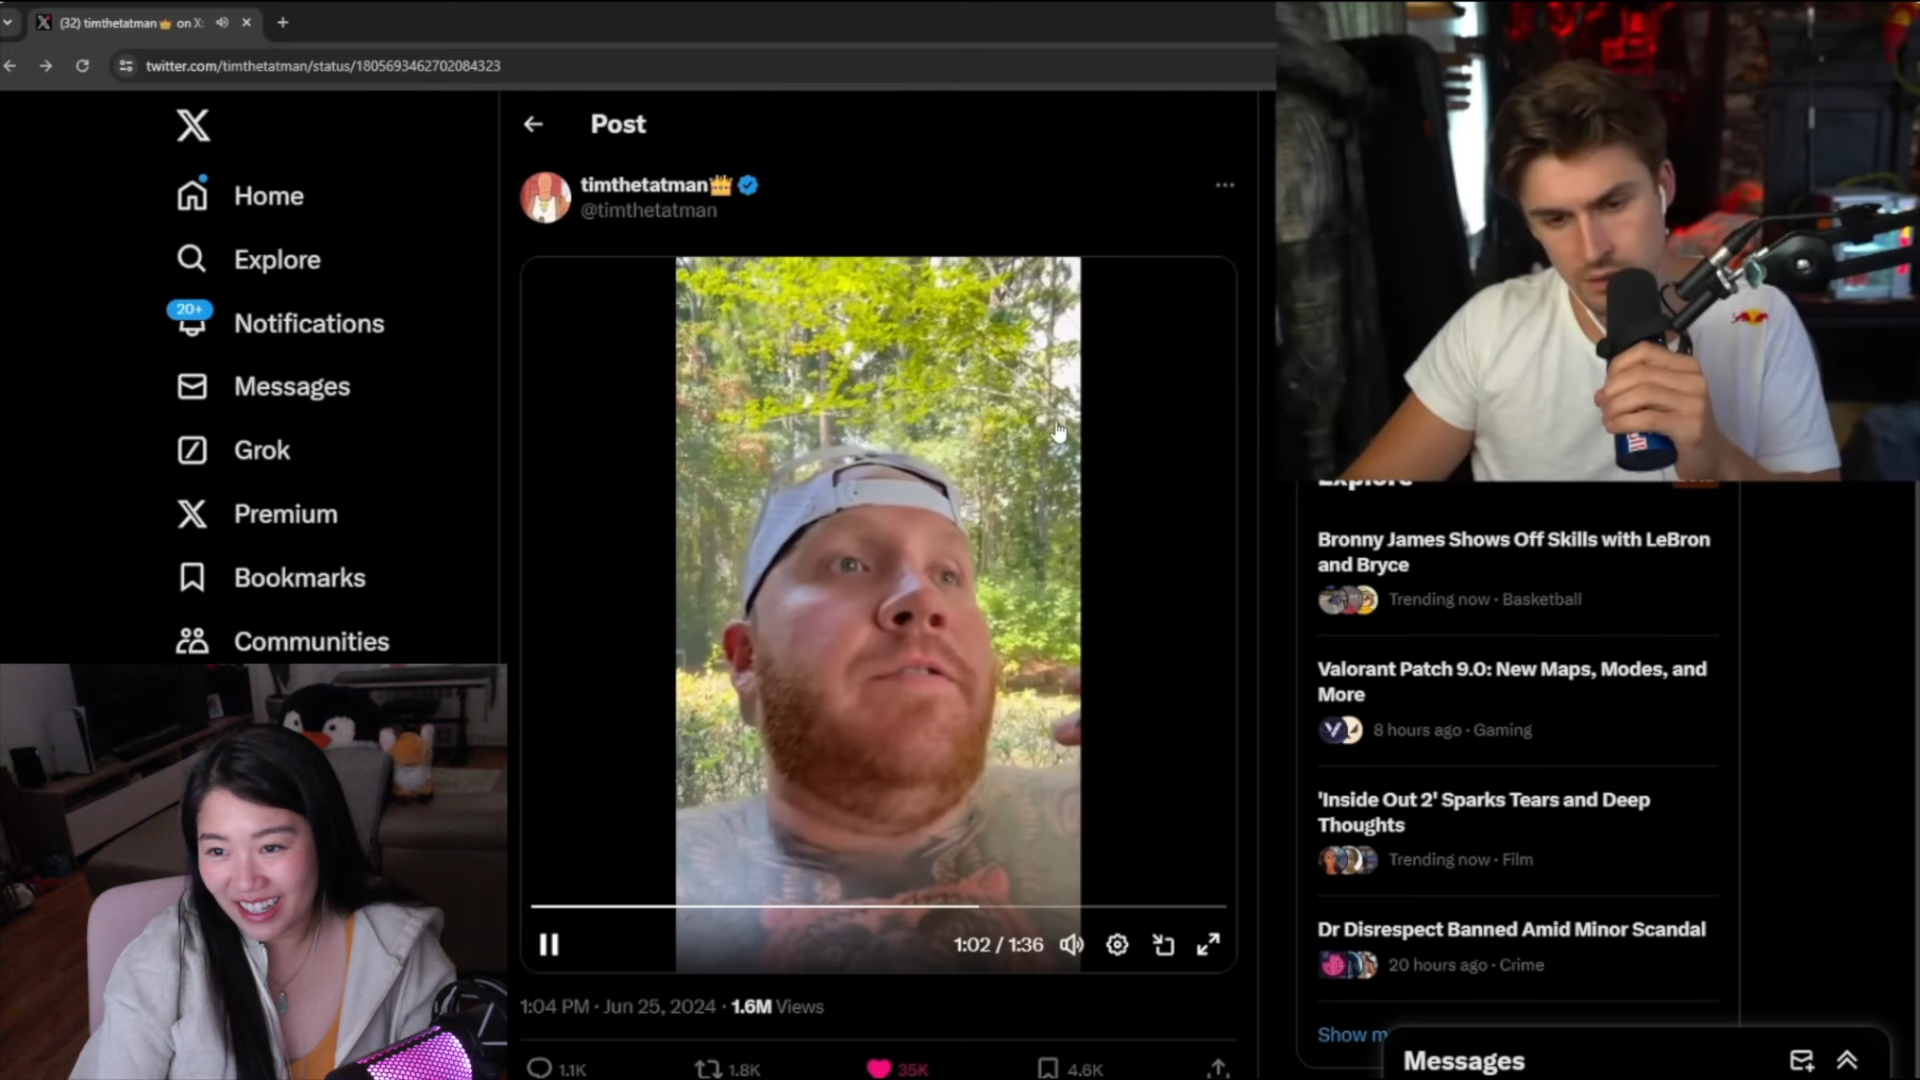 (32) timthetatman👑 on X:
twitter.com/timthetatman/status/1805693462702084323
Home
Explore
20+
Notifications
Messages
Grok
Premium
Bookmarks
Communities
Post
timthetatman👑
@timthetatman
1:02 / 1:36
1:04 PM · Jun 25, 2024 · 1.6M Views
1.1K 1.8K 35K 4.6K
Explore
Bronny James Shows Off Skills with LeBron
and Bryce
Trending now · Basketball
Valorant Patch 9.0: New Maps, Modes, and
More
8 hours ago · Gaming
'Inside Out 2' Sparks Tears and Deep
Thoughts
Trending now · Film
Dr Disrespect Banned Amid Minor Scandal
20 hours ago · Crime
Show
Messages